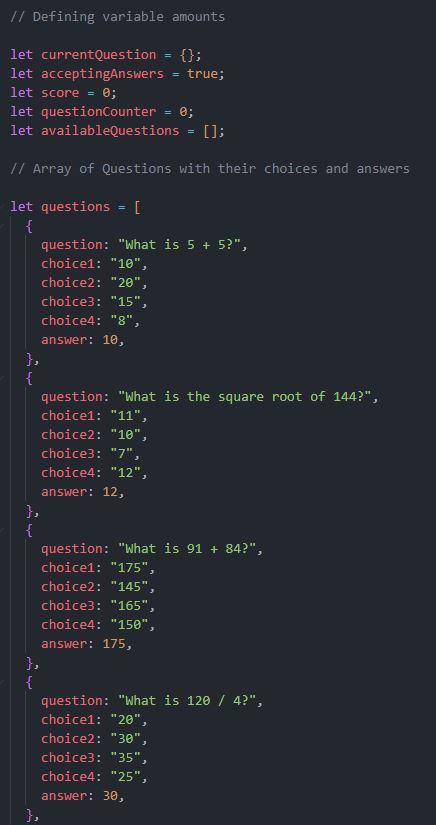 // Defining variable amounts
let currentQuestion = {};
let acceptingAnswers = true;
let score = 0;
let questionCounter = 0;
let availableQuestions = [];
// Array of Questions with their choices and answers
let questions = [
{
question: "What is 5 + 5?",
choice1: "10",
choice2: "20",
choice3: "15",
choice4: "8",
answer: 10,
},
{
question: "What is the square root of 144?",
choice1: "11",
choice2: "10",
choice3: "7",
choice4: "12",
answer: 12,
},
{
question: "What is 91 + 84?",
choice1: "175",
choice2: "145",
choice3: "165",
choice4: "150",
answer: 175,
},
{
question: "What is 120 / 4?",
choice1: "20",
choice2: "30",
choice3: "35",
choice4: "25",
answer: 30,
},